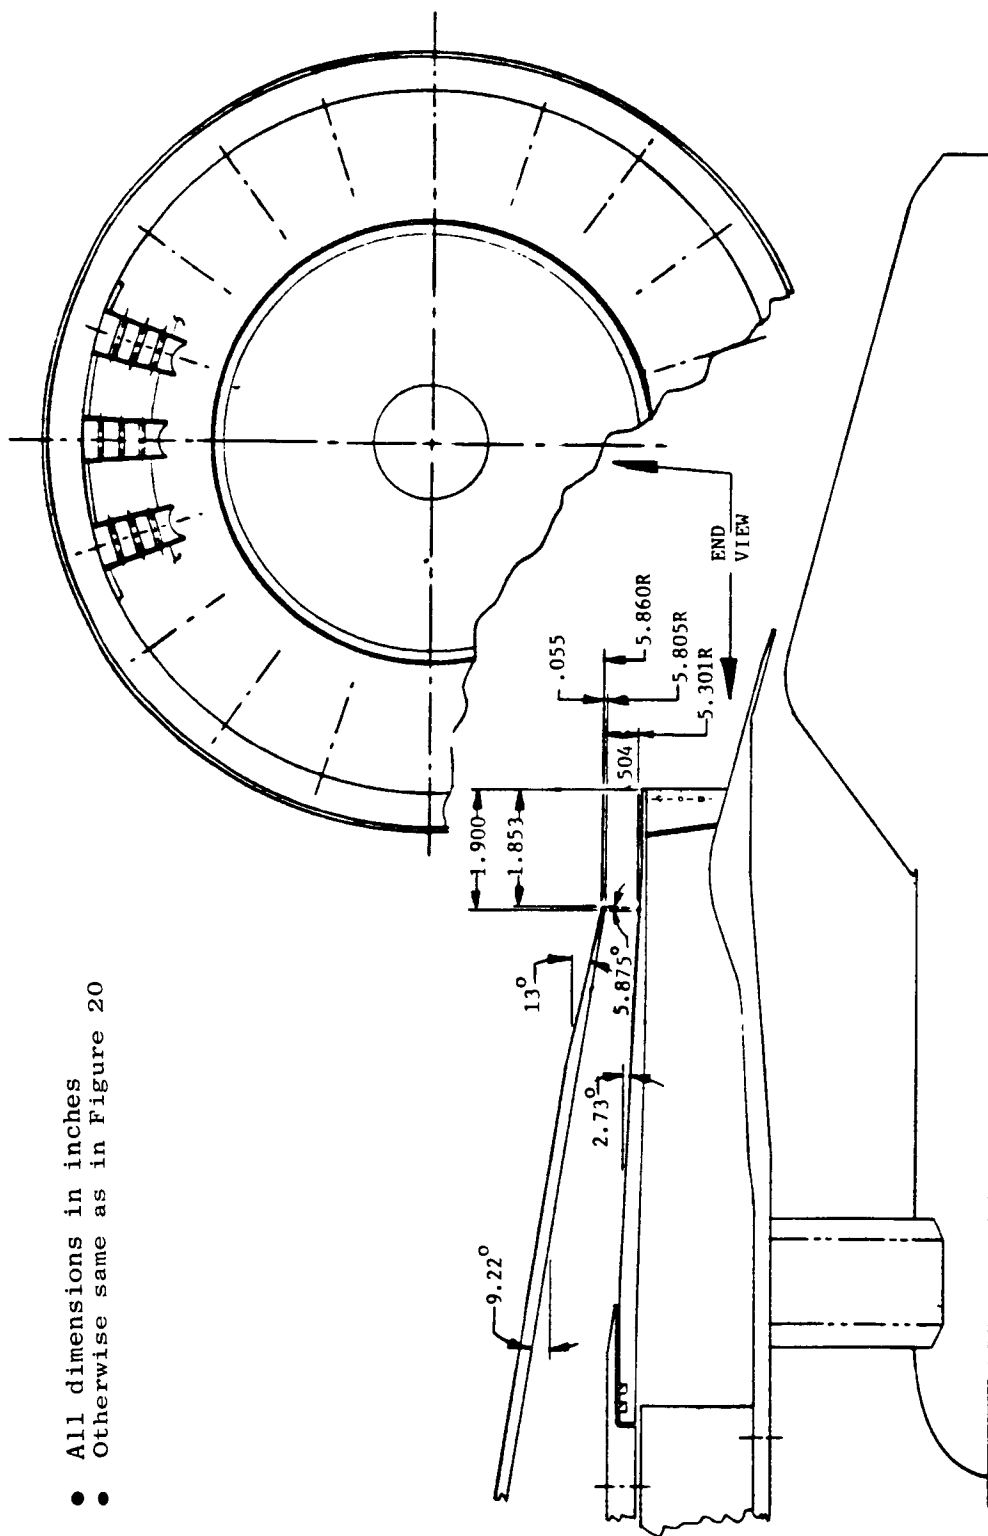 ● All dimensions in inches
● Otherwise same as in Figure 20
9.22°
13°
2.73°
5.875°
1.900
1.853
.504
.055
5.860R
5.805R
5.301R
END
VIEW